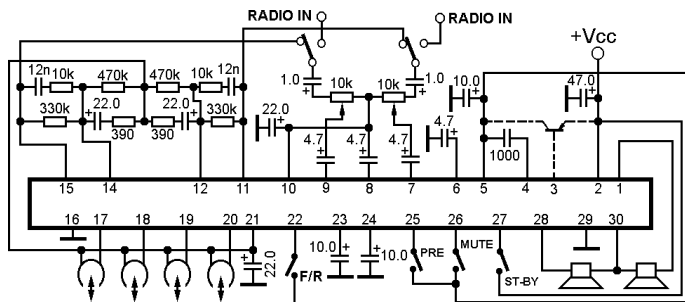 RADIO IN RADIO IN
+Vcc
12n 10k 470k 470k 10k 12n
1.0 10k 10k 1.0 10.0 47.0
330k 22.0 22.0 330k 22.0
390 390
4.7 4.7 4.7 4.7 1000
15 14 12 11 10 9 8 7 6 5 4 3 2 1
16 17 18 19 20 21 22 23 24 25 26 27 28 29 30
22.0 F/R 10.0 10.0 PRE MUTE ST-BY